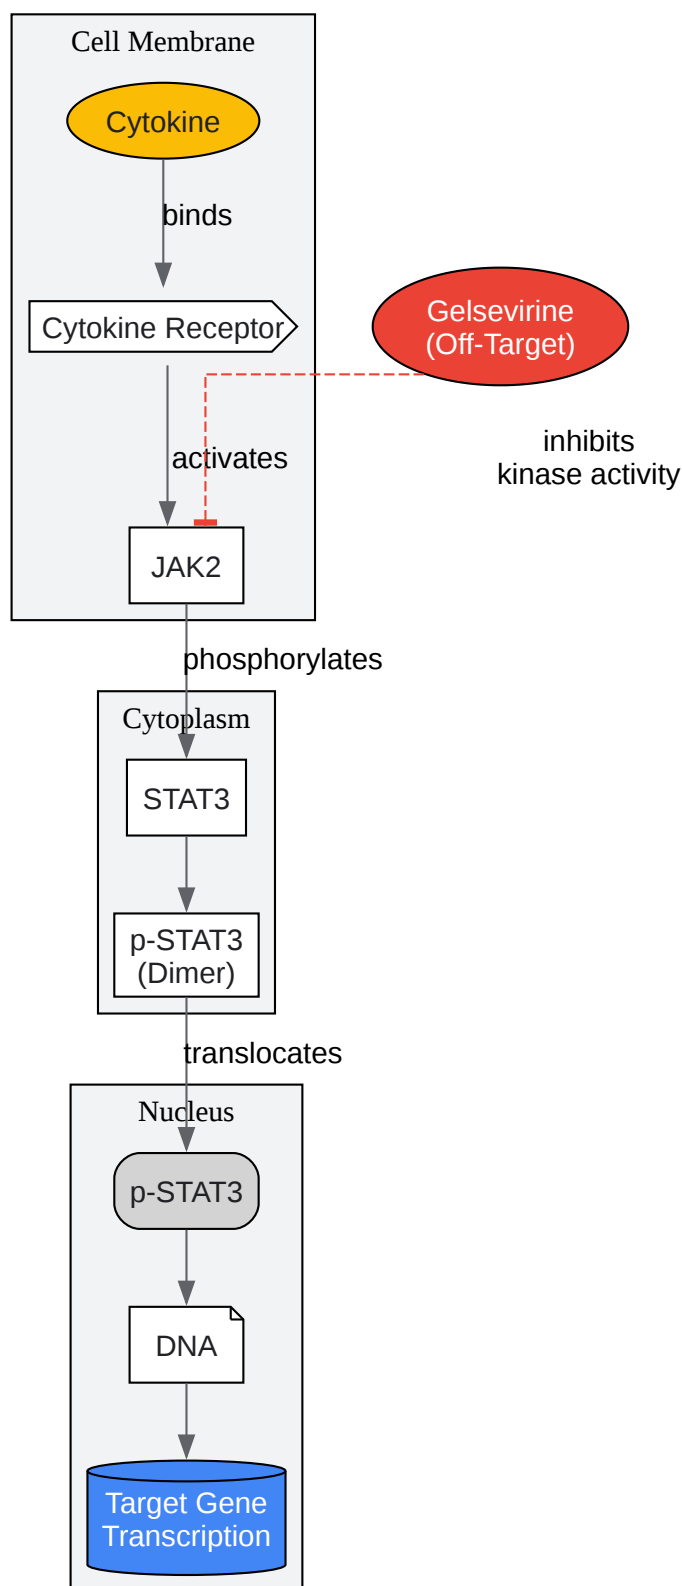 Cell Membrane
Cytokine
binds
Cytokine Receptor
Gelsevirine
(Off-Target)
activates
inhibits
kinase activity
JAK2
phosphorylates
Cytoplasm
STAT3
p-STAT3
(Dimer)
translocates
Nucleus
p-STAT3
DNA
Target Gene
Transcription